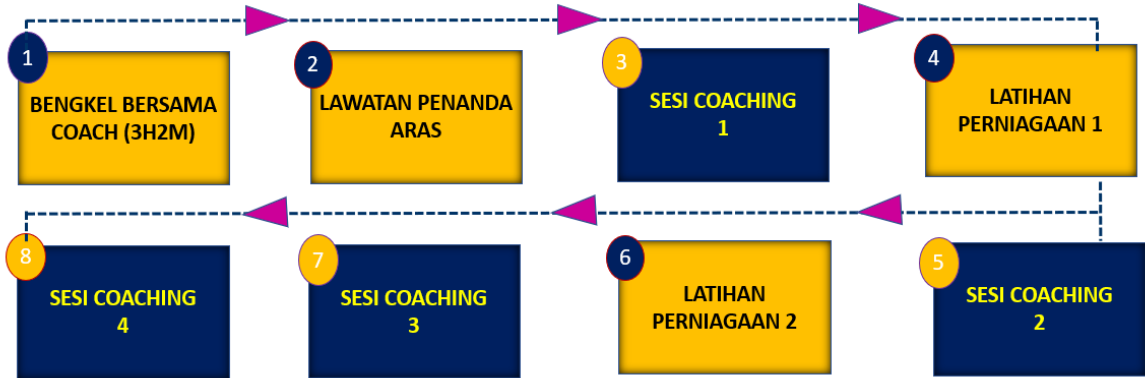 1
BENGKEL BERSAMA
COACH (3H2M)
2
LAWATAN PENANDA
ARAS
3
SESI COACHING
1
4
LATIHAN
PERNIAGAAN 1
5
SESI COACHING
2
6
LATIHAN
PERNIAGAAN 2
7
SESI COACHING
3
8
SESI COACHING
4